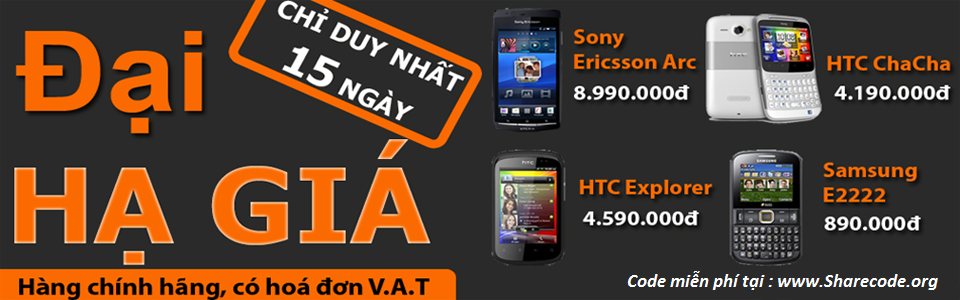 Đại
HẠ GIÁ
CHỈ DUY NHẤT
15 NGÀY
Hàng chính hãng, có hoá đơn V.A.T
Sony
Ericsson Arc
8.990.000đ
HTC ChaCha
4.190.000đ
HTC Explorer
4.590.000đ
Samsung
E2222
890.000đ
Code miễn phí tại : www.Sharecode.org